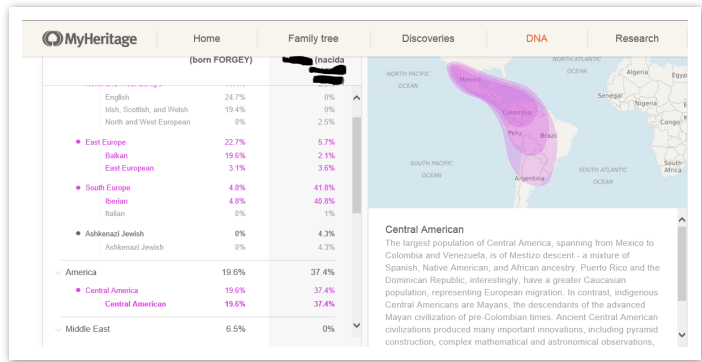 MyHeritage
Home
Family tree
Discoveries
DNA
Research
(born FORGEY)
(nacida
English 24.7% 0%
Irish, Scottish, and Welsh 19.4% 0%
North and West European 0% 2.5%
East Europe 22.7% 5.7%
Balkan 19.6% 2.1%
East European 3.1% 3.6%
South Europe 4.8% 41.8%
Iberian 4.8% 40.8%
Italian 0% 1%
Ashkenazi Jewish 0% 4.3%
Ashkenazi Jewish 0% 4.3%
America 19.6% 37.4%
Central America 19.6% 37.4%
Central American 19.6% 37.4%
Middle East 6.5% 0%
NORTH PACIFIC
OCEAN
NORTH ATLANTIC
OCEAN
Mexico
Algeria
Egyp
Senegal
Nigeria
Colombia
Congo
Peru
Brazil
SOUTH PACIFIC
OCEAN
SOUTH ATLANTIC
OCEAN
South
Africa
Argentina
Central American
The largest population of Central America, spanning from Mexico to
Colombia and Venezuela, is of Mestizo descent - a mixture of
Spanish, Native American, and African ancestry. Puerto Rico and the
Dominican Republic, interestingly, have a greater Caucasian
population, representing European migration. In contrast, indigenous
Central Americans are Mayans, the descendants of the advanced
Mayan civilization of pre-Colombian times. Ancient Central American
civilizations produced many important innovations, including pyramid
construction, complex mathematical and astronomical observations,